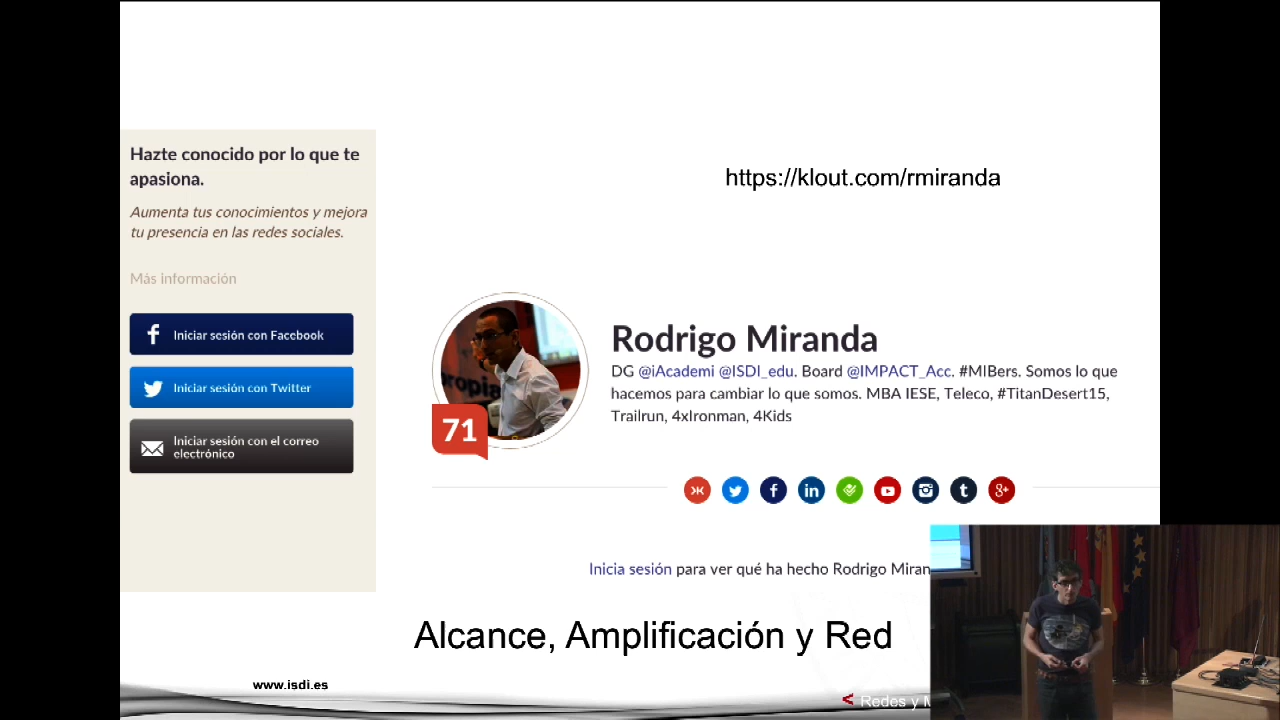 https://klout.com/rmiranda
Hazte conocido por lo que te
apasiona.
Aumenta tus conocimientos y mejora
tu presencia en las redes sociales.
Más información
Iniciar sesión con Facebook
Iniciar sesión con Twitter
Iniciar sesión con el correo
electrónico
71
Rodrigo Miranda
DG @iAcademi @ISDI_edu. Board @IMPACT_Acc. #MIBers. Somos lo que
hacemos para cambiar lo que somos. MBA IESE, Teleco, #TitanDesert15,
Trailrun, 4xIronman, 4Kids
Inicia sesión para ver qué ha hecho Rodrigo Miran
Alcance, Amplificación y Red
www.isdi.es
< Redes y